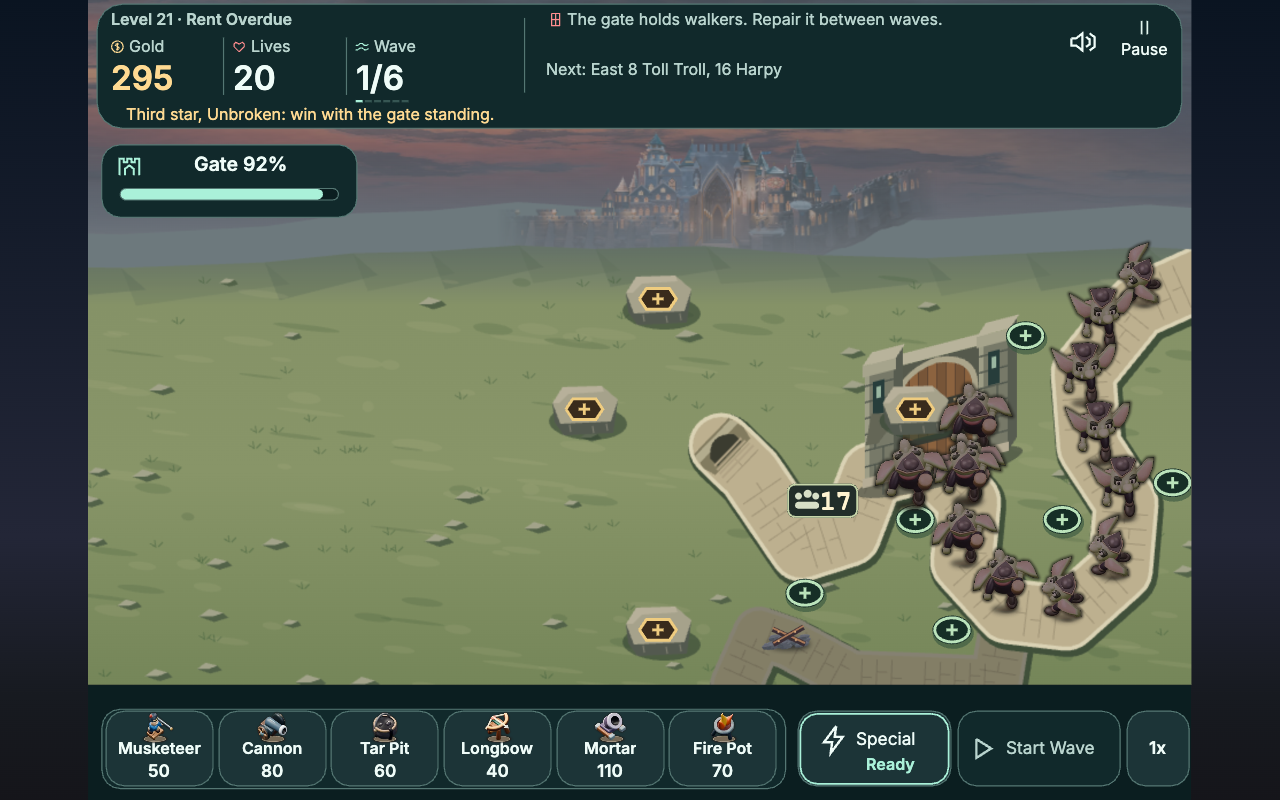 Level 21 · Rent Overdue
Gold
295
Lives
20
Wave
1/6
The gate holds walkers. Repair it between waves.
Next: East 8 Toll Troll, 16 Harpy
Pause
Third star, Unbroken: win with the gate standing.
Gate 92%
17
Musketeer
50
Cannon
80
Tar Pit
60
Longbow
40
Mortar
110
Fire Pot
70
Special
Ready
Start Wave
1x